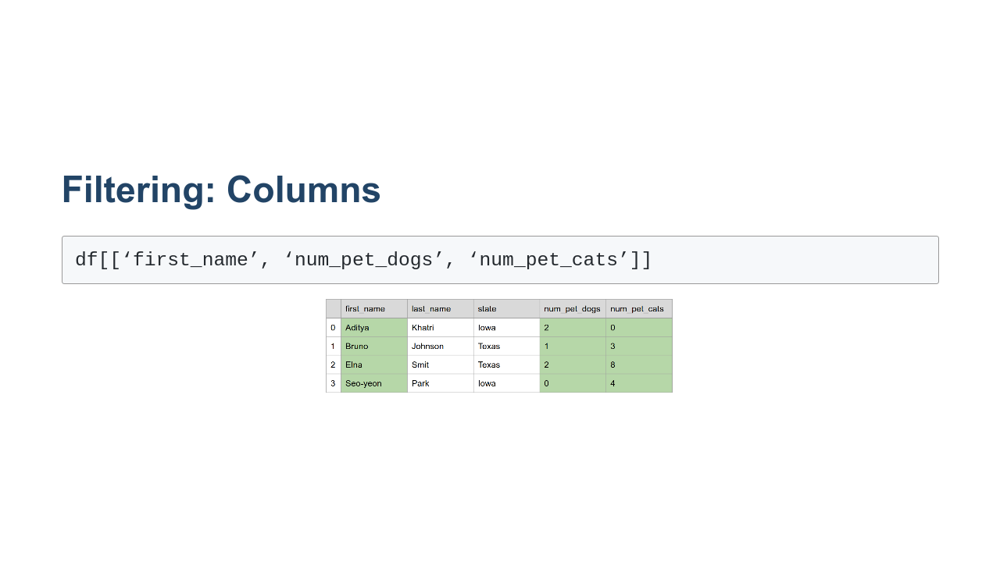 Filtering: Columns
df[[‘first_name’, ‘num_pet_dogs’, ‘num_pet_cats’]]
first_name last_name state num_pet_dogs num_pet_cats
0 Aditya Khatri Iowa 2 0
1 Bruno Johnson Texas 1 3
2 Elna Smit Texas 2 8
3 Seo-yeon Park Iowa 0 4